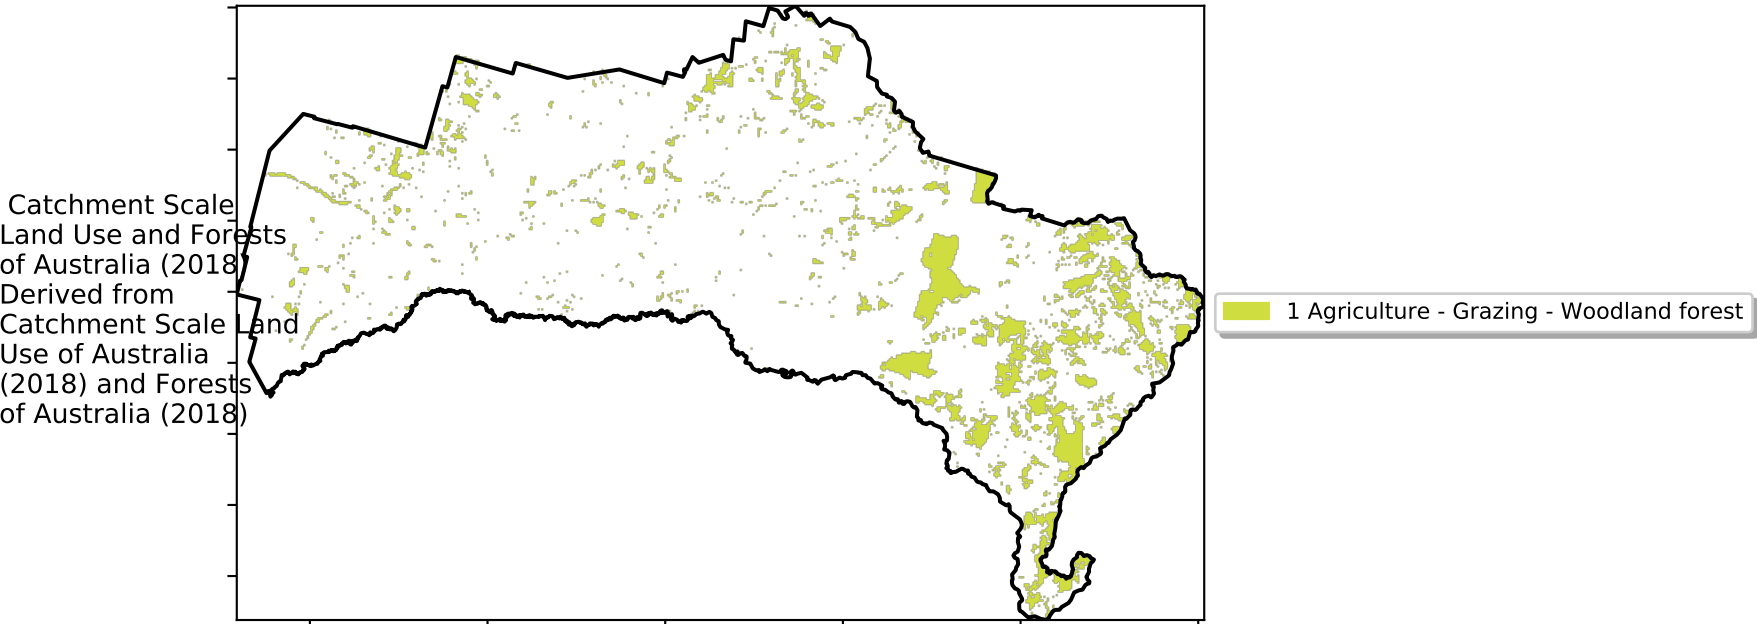 Catchment Scale
Land Use and Forests
of Australia (2018)
Derived from
Catchment Scale Land
Use of Australia
(2018) and Forests
of Australia (2018)
1 Agriculture - Grazing - Woodland forest